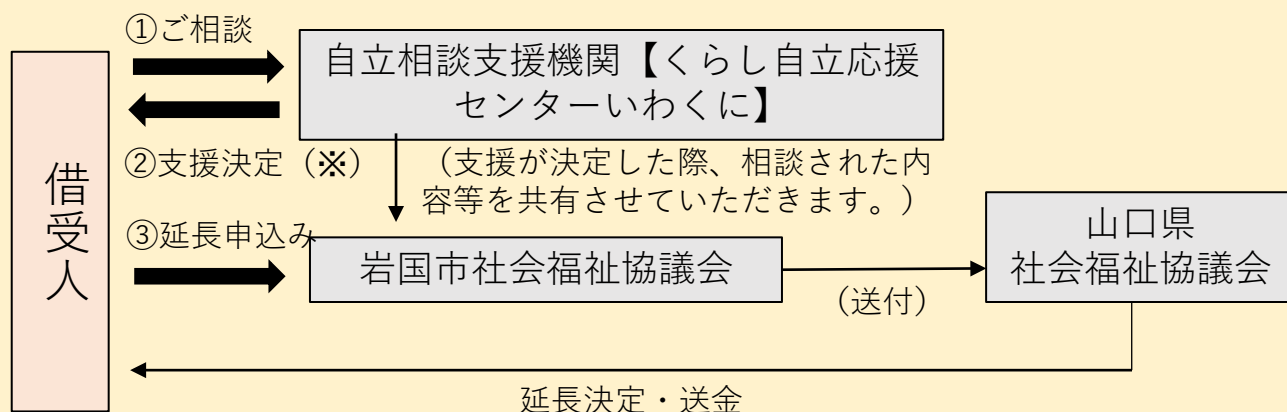 ①ご相談
自立相談支援機関【くらし自立応援
センターいわくに】
②支援決定（※）
（支援が決定した際、相談された内
容等を共有させていただきます。）
借受人
③延長申込み
岩国市社会福祉協議会
（送付）
山口県
社会福祉協議会
延長決定・送金